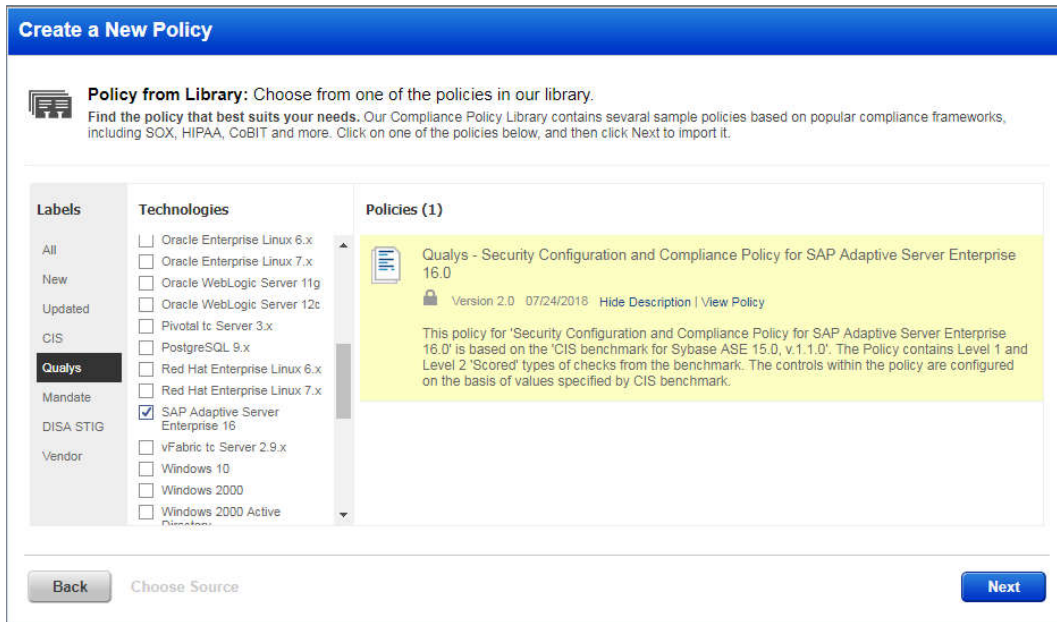 Create a New Policy
Policy from Library: Choose from one of the policies in our library.
Find the policy that best suits your needs. Our Compliance Policy Library contains sevaral sample policies based on popular compliance frameworks,
including SOX, HIPAA, CoBIT and more. Click on one of the policies below, and then click Next to import it.
Labels
All
New
Updated
CIS
Qualys
Mandate
DISA STIG
Vendor
Technologies
Oracle Enterprise Linux 6.x
Oracle Enterprise Linux 7.x
Oracle WebLogic Server 11g
Oracle WebLogic Server 12c
Pivotal tc Server 3.x
PostgreSQL 9.x
Red Hat Enterprise Linux 6.x
Red Hat Enterprise Linux 7.x
SAP Adaptive Server
Enterprise 16
vFabric tc Server 2.9.x
Windows 10
Windows 2000
Windows 2000 Active
Directory
Policies (1)
Qualys - Security Configuration and Compliance Policy for SAP Adaptive Server Enterprise
16.0
Version 2.0 07/24/2018 Hide Description | View Policy
This policy for 'Security Configuration and Compliance Policy for SAP Adaptive Server Enterprise
16.0' is based on the 'CIS benchmark for Sybase ASE 15.0, v.1.1.0'. The Policy contains Level 1 and
Level 2 'Scored' types of checks from the benchmark. The controls within the policy are configured
on the basis of values specified by CIS benchmark.
Back
Choose Source
Next